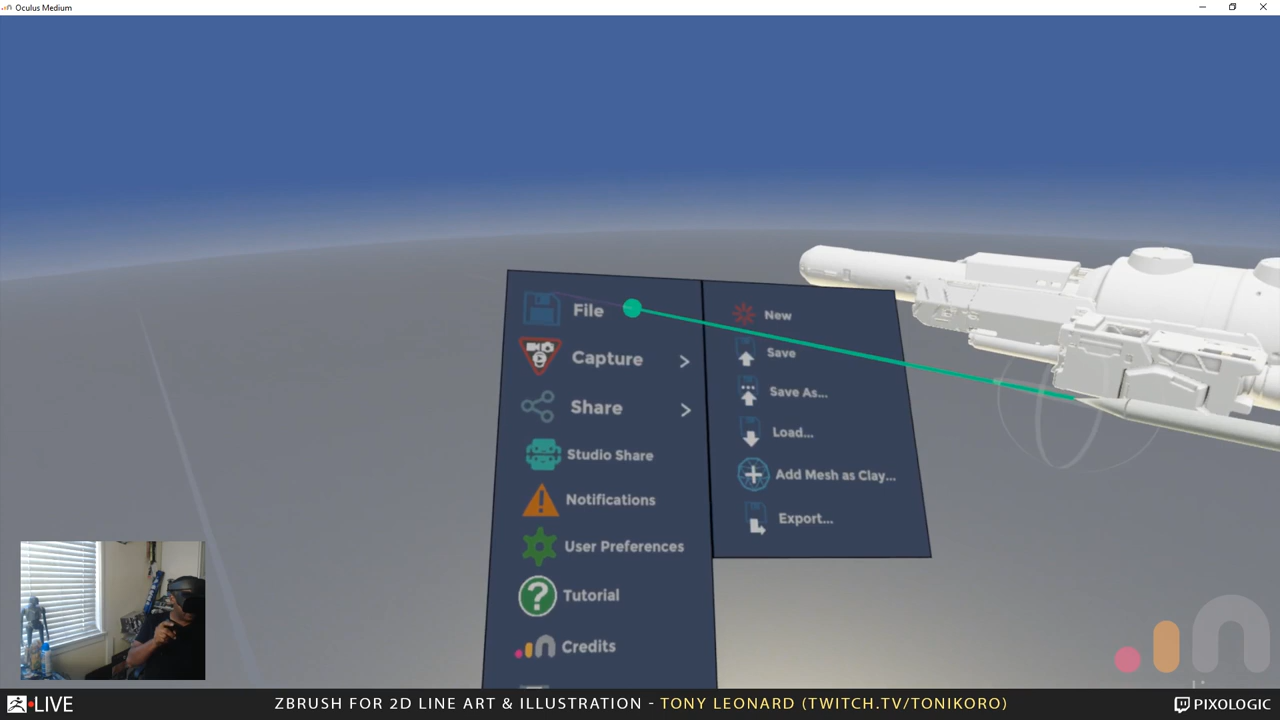 Oculus Medium
File
Capture
Share
Studio Share
Notifications
User Preferences
Tutorial
Credits
New
Save
Save As...
Load...
Add Mesh as Clay...
Export...
LIVE
ZBRUSH FOR 2D LINE ART & ILLUSTRATION - TONY LEONARD (TWITCH.TV/TONIKORO)
PIXOLOGIC